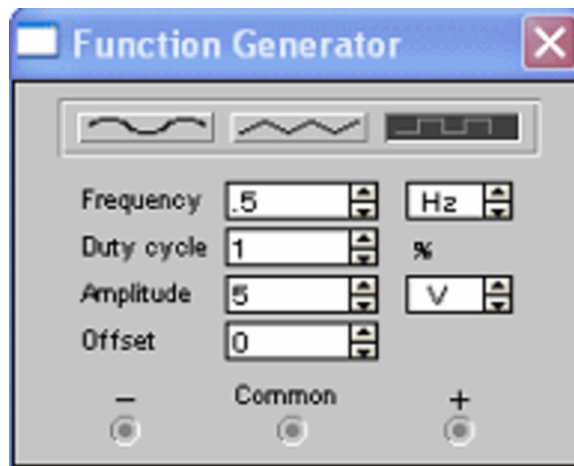 Function Generator
Frequency .5 Hz
Duty cycle 1 %
Amplitude 5 V
Offset 0
− Common +